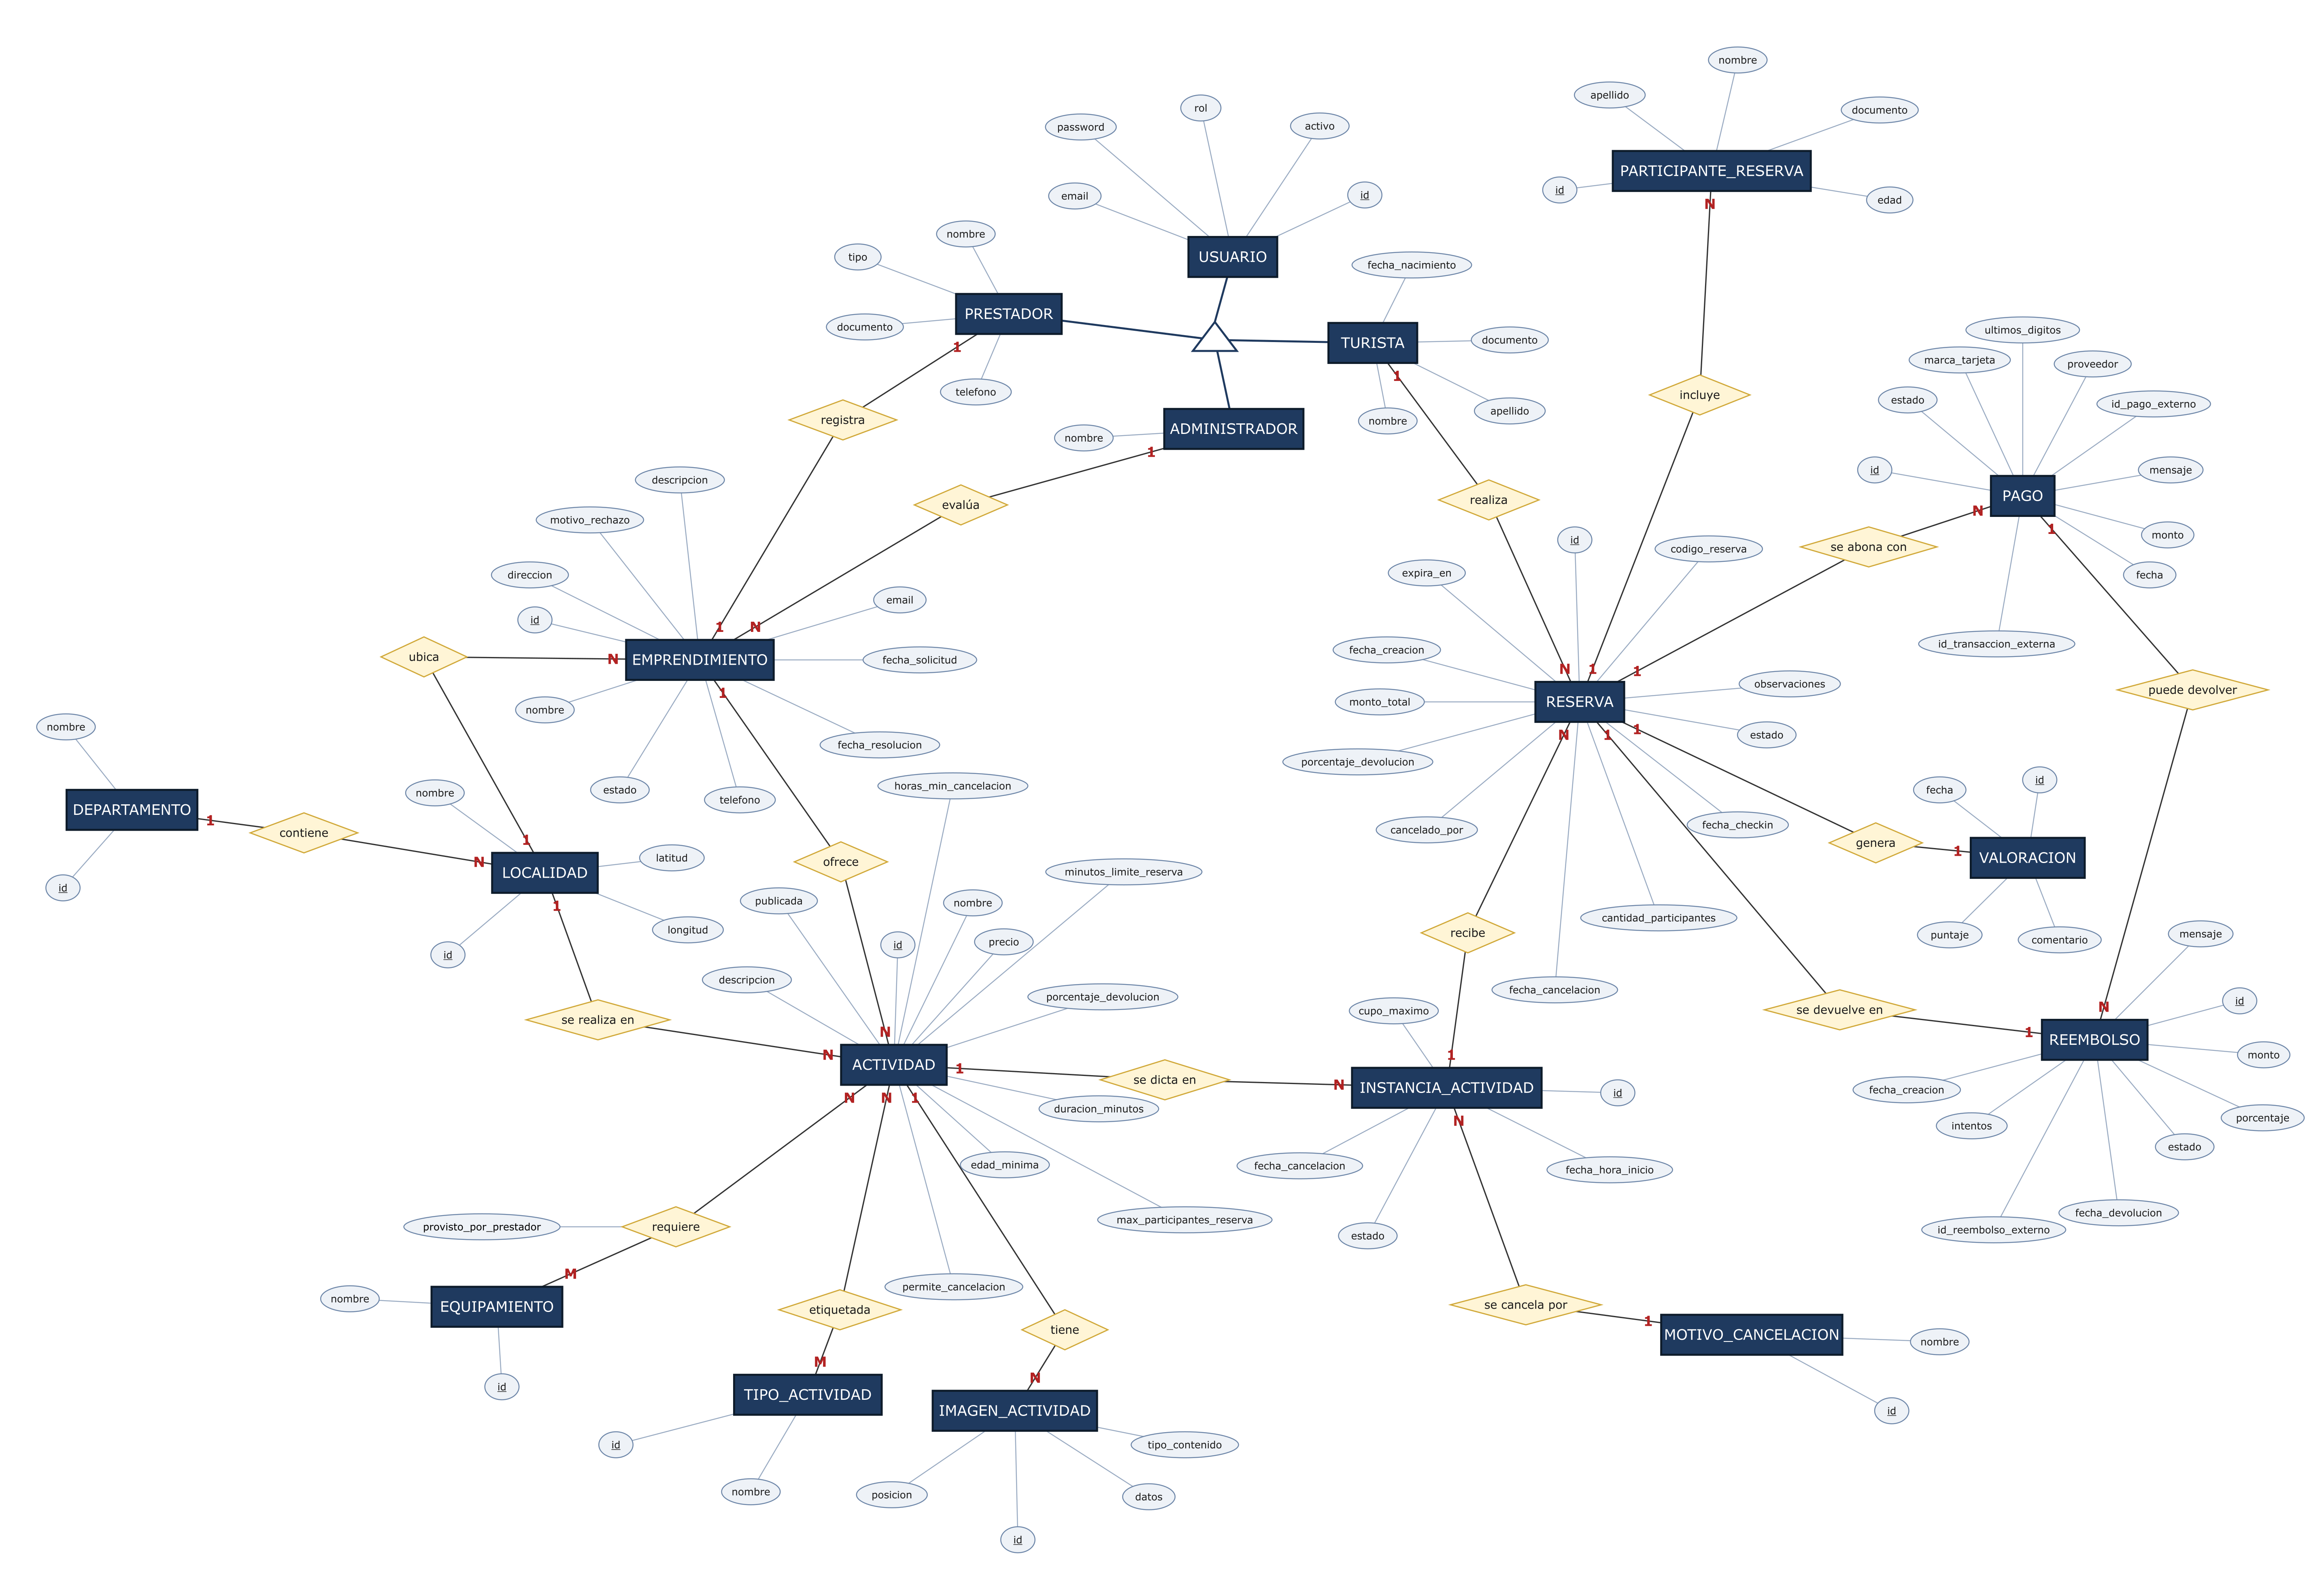 nombre
apellido
documento
PARTICIPANTE_RESERVA
id
edad
rol
password
activo
email
id
USUARIO
nombre
tipo
PRESTADOR
documento
telefono
1
fecha_nacimiento
TURISTA
documento
apellido
nombre
1
ADMINISTRADOR
nombre
1
N
incluye
registra
evalúa
realiza
ultimos_digitos
marca_tarjeta
proveedor
estado
id_pago_externo
id
mensaje
PAGO
N
1
monto
fecha
se abona con
id_transaccion_externa
puede devolver
descripcion
motivo_rechazo
direccion
id
email
1
N
EMPRENDIMIENTO
N
fecha_solicitud
1
nombre
fecha_resolucion
estado
telefono
ubica
id
codigo_reserva
expira_en
fecha_creacion
N
1
1
observaciones
monto_total
RESERVA
estado
N
1
1
porcentaje_devolucion
cancelado_por
fecha_checkin
cantidad_participantes
fecha_cancelacion
nombre
DEPARTAMENTO
1
id
contiene
nombre
1
latitud
N
LOCALIDAD
1
longitud
id
ofrece
horas_min_cancelacion
minutos_limite_reserva
publicada
nombre
id
precio
descripcion
porcentaje_devolucion
N
N
ACTIVIDAD
1
N
N
1
duracion_minutos
edad_minima
max_participantes_reserva
permite_cancelacion
se realiza en
se dicta en
recibe
genera
fecha
id
1
VALORACION
puntaje
comentario
se devuelve en
mensaje
id
N
1
REEMBOLSO
monto
fecha_creacion
porcentaje
intentos
estado
fecha_devolucion
id_reembolso_externo
cupo_maximo
1
N
INSTANCIA_ACTIVIDAD
id
N
fecha_cancelacion
fecha_hora_inicio
estado
provisto_por_prestador
requiere
M
nombre
EQUIPAMIENTO
id
etiquetada
M
TIPO_ACTIVIDAD
id
nombre
tiene
N
IMAGEN_ACTIVIDAD
tipo_contenido
posicion
datos
id
se cancela por
1
MOTIVO_CANCELACION
nombre
id